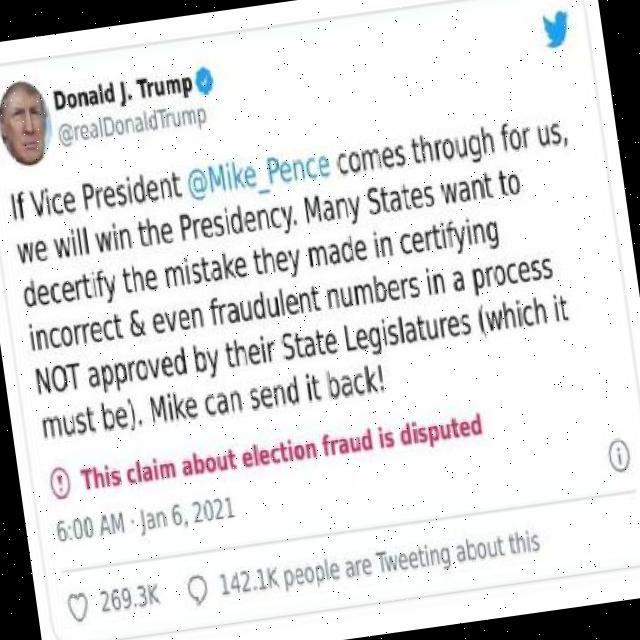 Donald J. Trump
@realDonaldTrump
If Vice President @Mike_Pence comes through for us,
we will win the Presidency. Many States want to
decertify the mistake they made in certifying
incorrect & even fraudulent numbers in a process
NOT approved by their State Legislatures (which it
must be). Mike can send it back!
This claim about election fraud is disputed
6:00 AM · Jan 6, 2021
269.3K 142.1K people are Tweeting about this